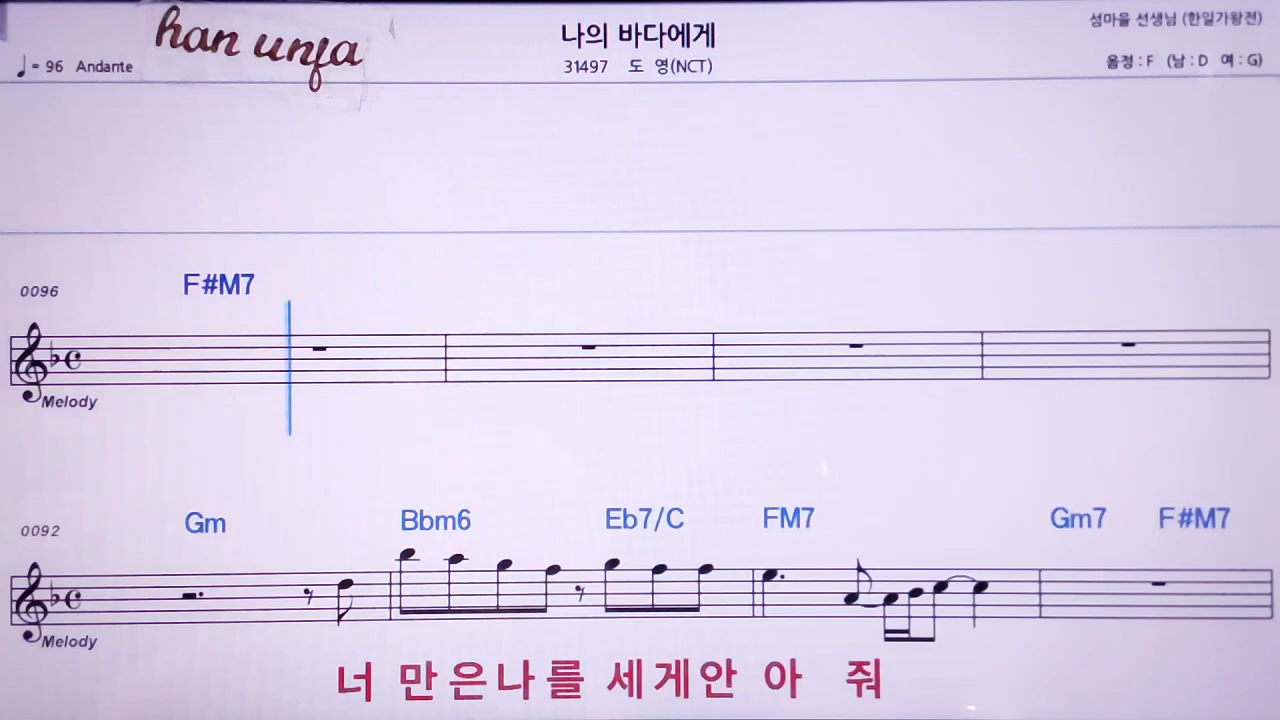 han unfa
나의 바다에게
섬마을 선생님 (한일가왕전)
♩= 96 Andante
31497 도 영(NCT)
음정 : F (남 : D 여 : G)
F#M7
0096
Melody
Gm Bbm6 Eb7/C FM7 Gm7 F#M7
0092
Melody
너 만은나를 세게안 아 줘